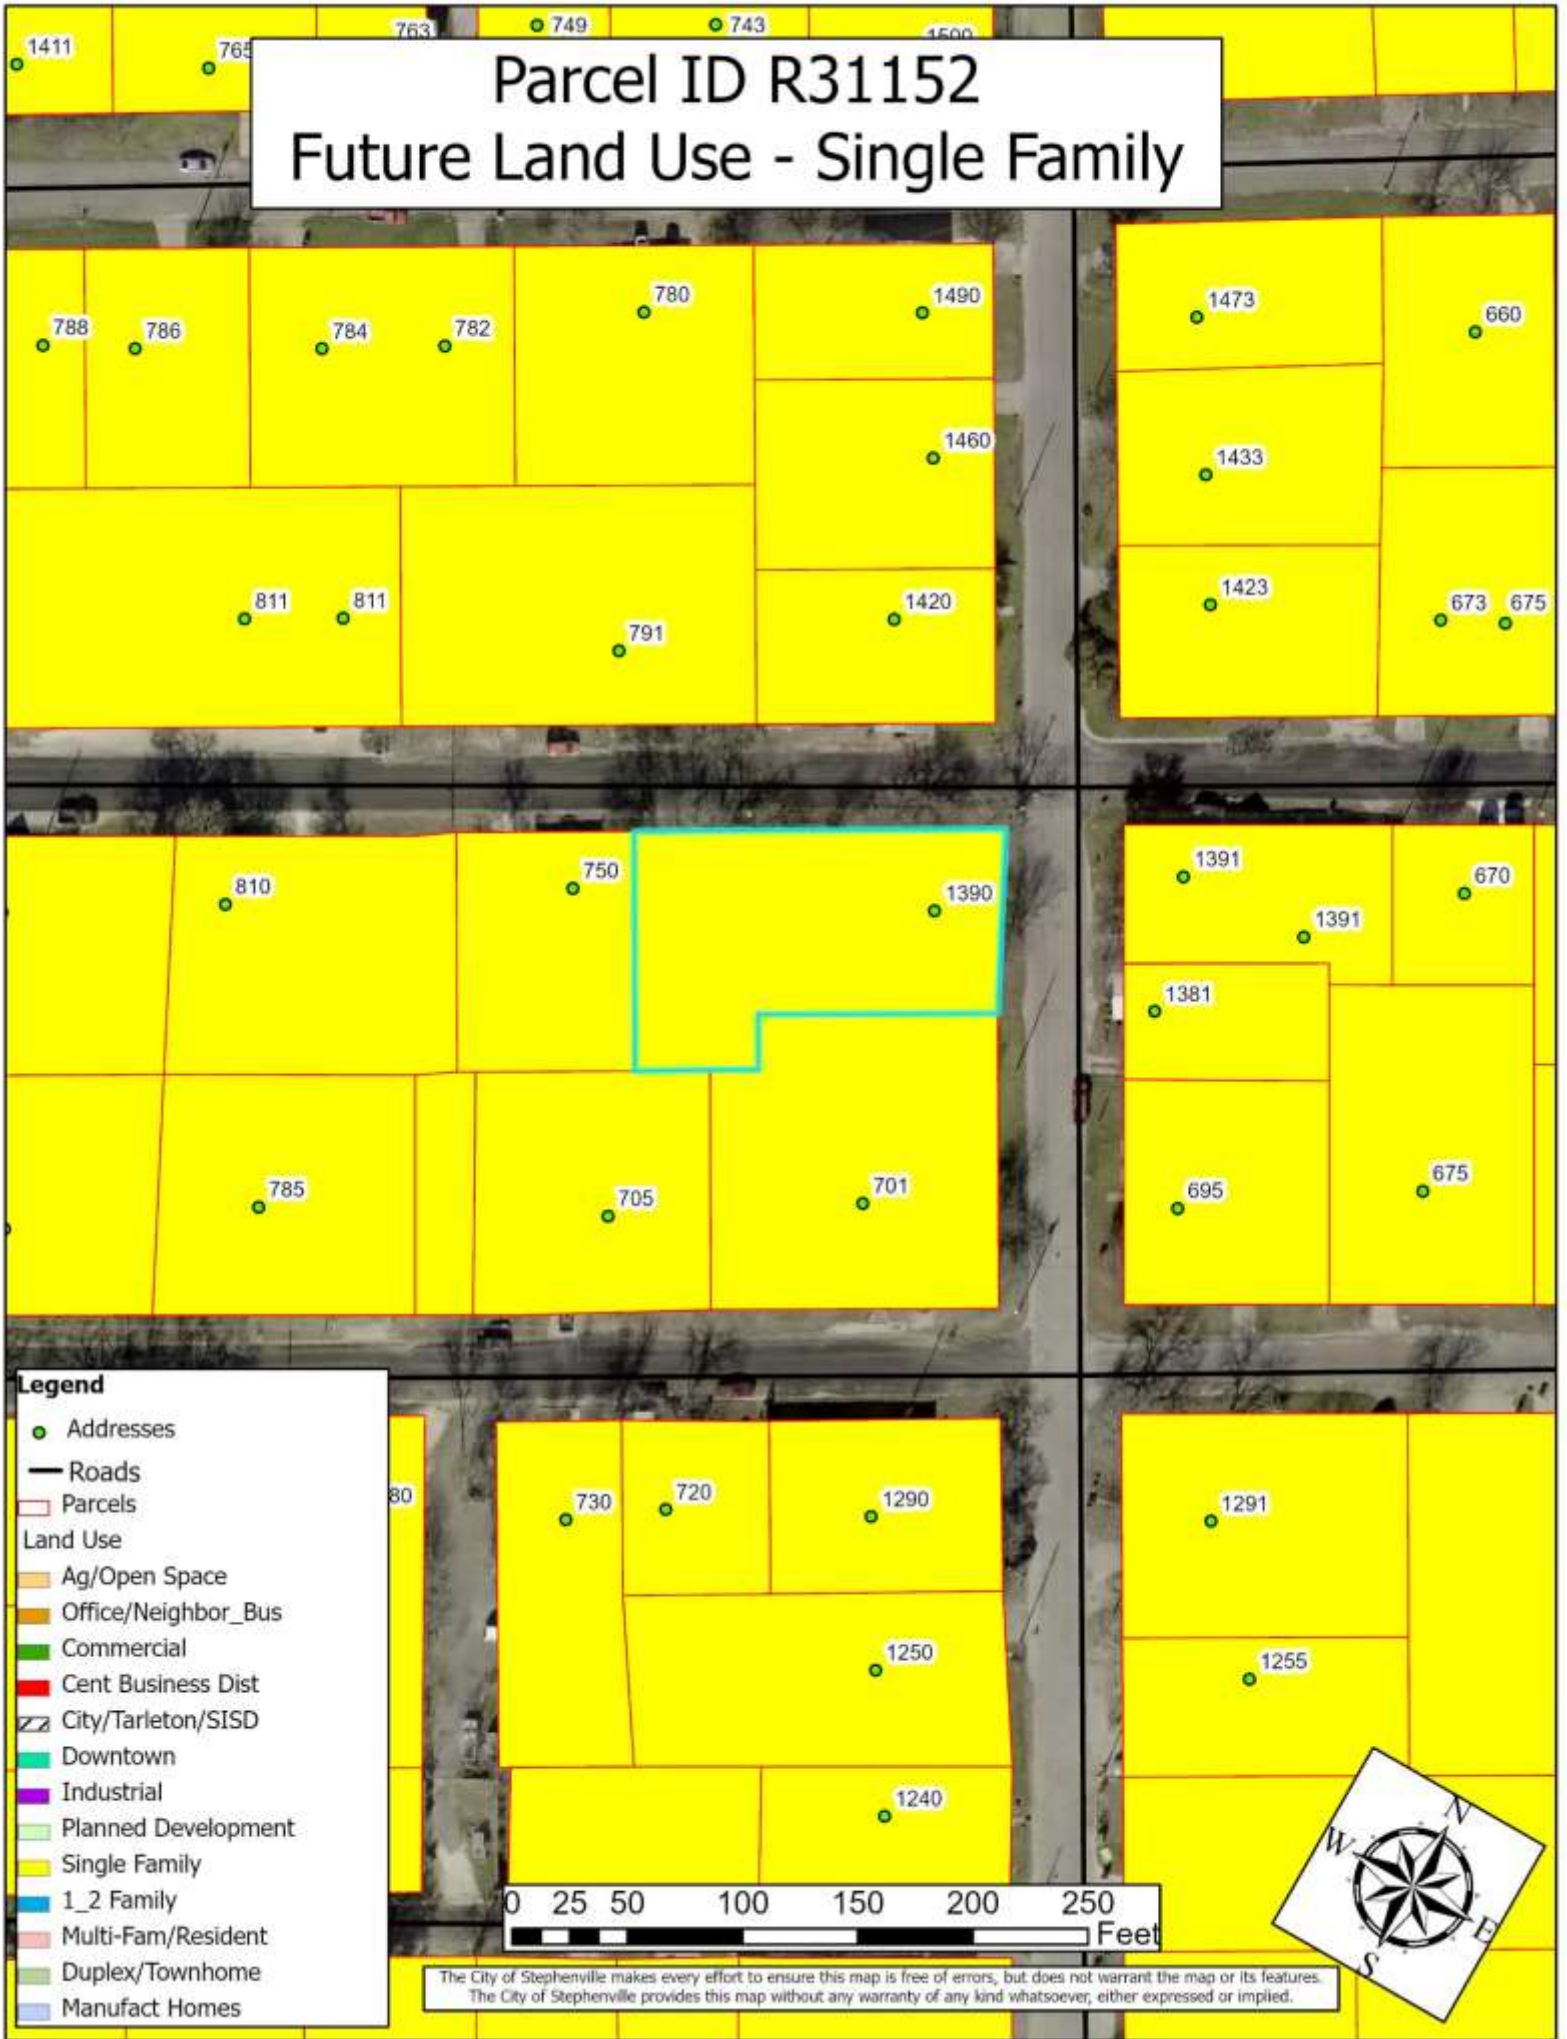 1411
765
763
749
743
1500
Parcel ID R31152
Future Land Use - Single Family
788
786
784
782
780
1490
1473
660
1460
1433
811
811
791
1420
1423
673
675
810
750
1390
1391
670
1391
1381
785
705
701
695
675
Legend
Addresses
Roads
Parcels
Land Use
Ag/Open Space
Office/Neighbor_Bus
Commercial
Cent Business Dist
City/Tarleton/SISD
Downtown
Industrial
Planned Development
Single Family
1_2 Family
Multi-Fam/Resident
Duplex/Townhome
Manufact Homes
80
730
720
1290
1291
1250
1255
1240
N
W
E
S
0 25 50 100 150 200 250
Feet
The City of Stephenville makes every effort to ensure this map is free of errors, but does not warrant the map or its features.
The City of Stephenville provides this map without any warranty of any kind whatsoever, either expressed or implied.